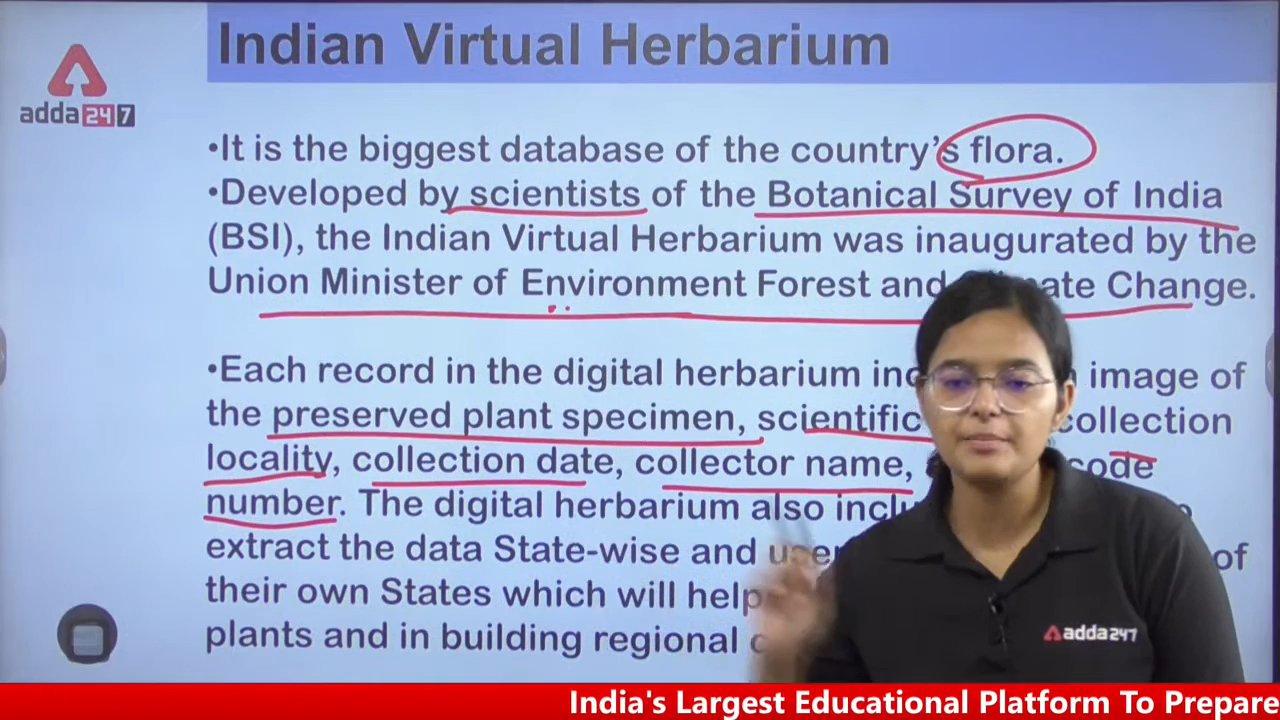 Indian Virtual Herbarium
adda247
•It is the biggest database of the country's flora.
•Developed by scientists of the Botanical Survey of India
(BSI), the Indian Virtual Herbarium was inaugurated by the
Union Minister of Environment Forest and Change.
•Each record in the digital herbarium image of
the preserved plant specimen, scientific collection
locality, collection date, collector name, code
number. The digital herbarium also
extract the data State-wise and of
their own States which will help
plants and in building regional
adda247
India's Largest Educational Platform To Prepare